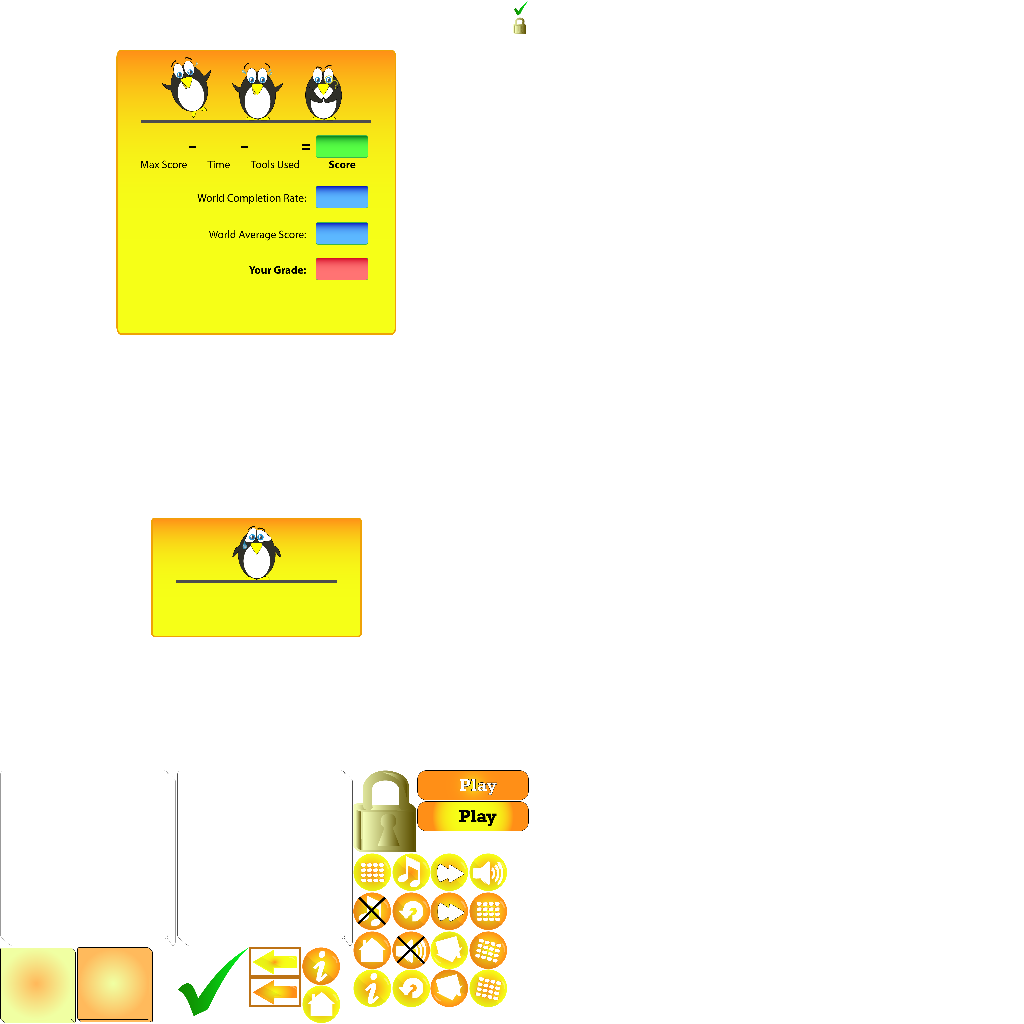 - - =
Max Score Time Tools Used Score
World Completion Rate:
World Average Score:
Your Grade:
Play
Play
i
i